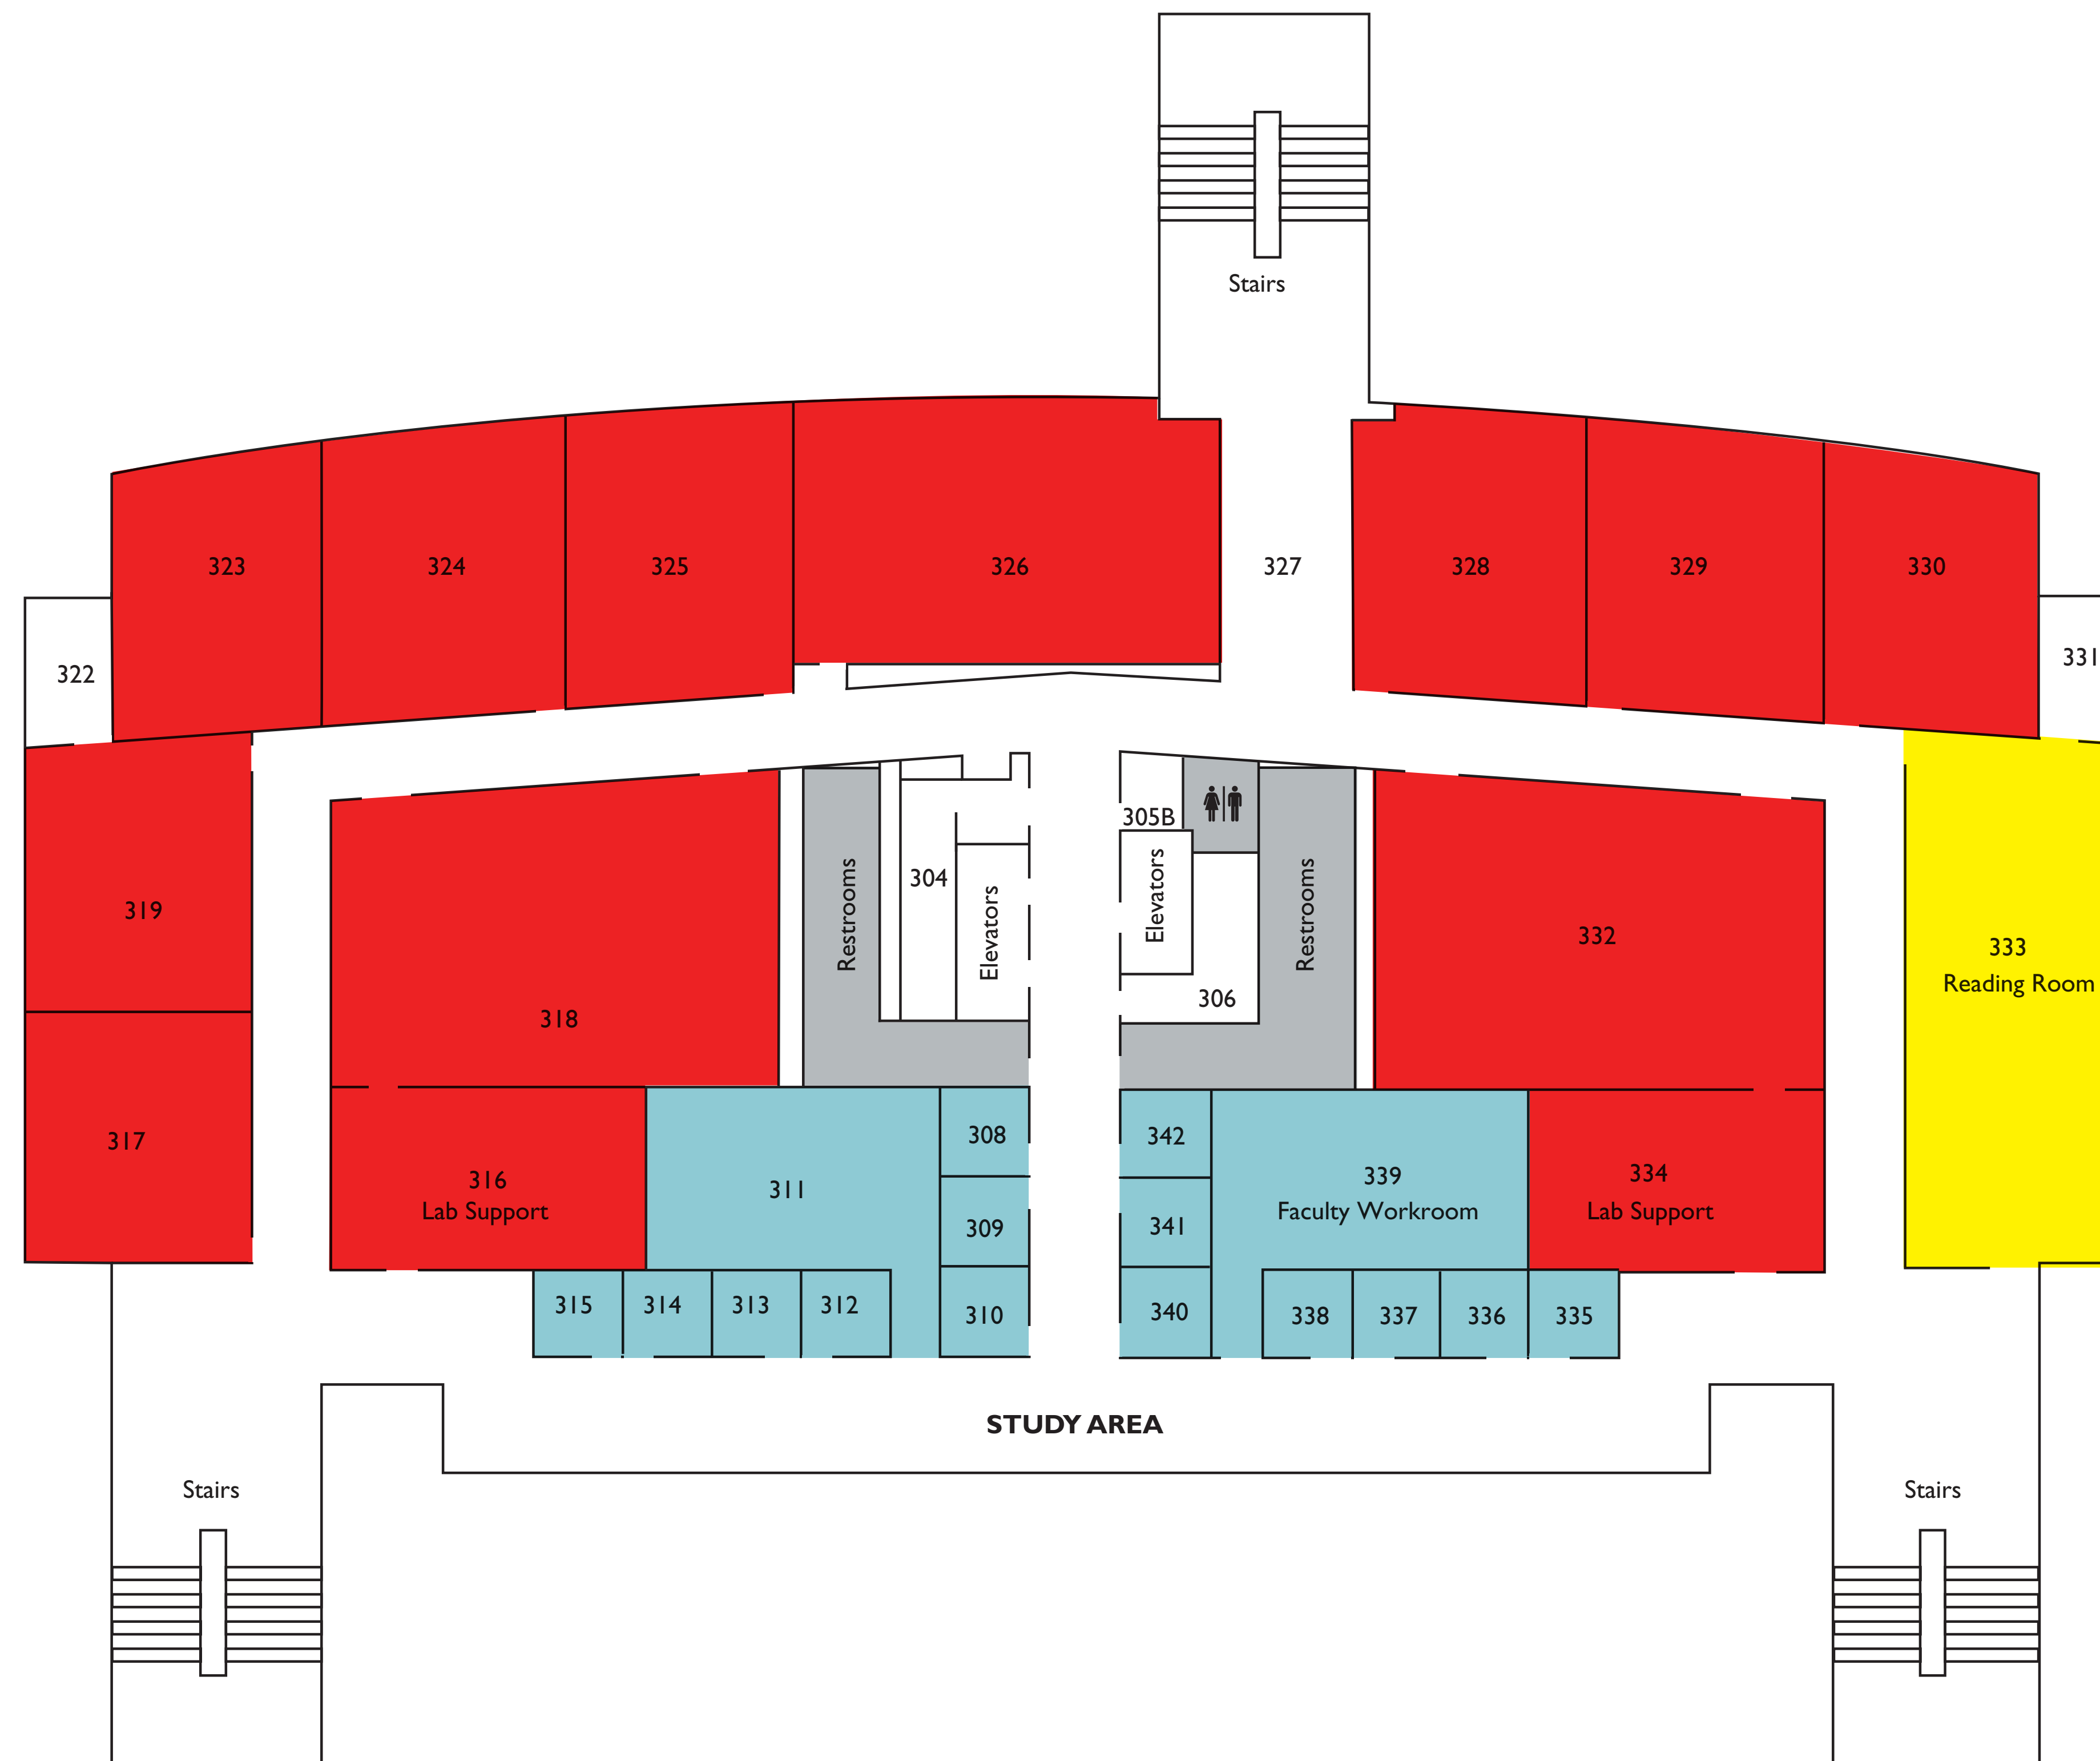 Stairs
323
324
325
326
327
328
329
330
322
331
305B
304
Restrooms
Elevators
Elevators
Restrooms
306
319
318
332
333
Reading Room
317
316
Lab Support
311
308
309
310
342
341
340
339
Faculty Workroom
334
Lab Support
315
314
313
312
338
337
336
335
STUDY AREA
Stairs
Stairs